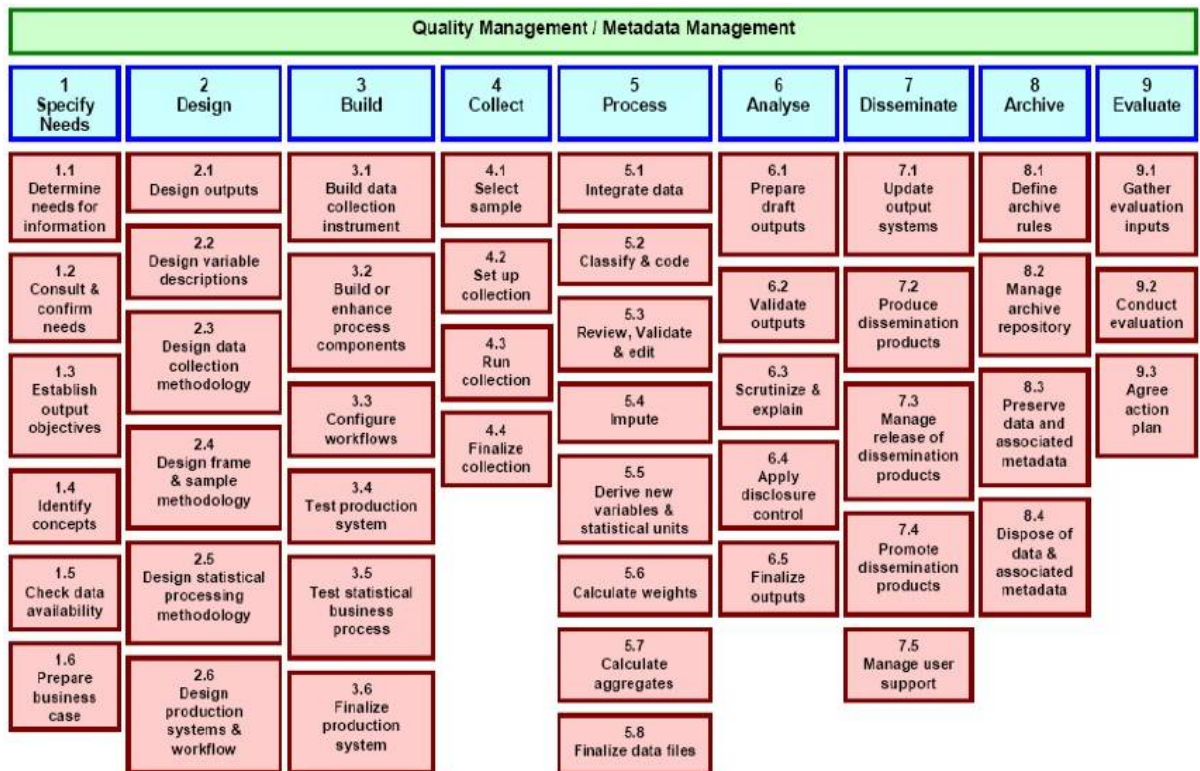 Quality Management / Metadata Management
1
Specify
Needs
2
Design
3
Build
4
Collect
5
Process
6
Analyse
7
Disseminate
8
Archive
9
Evaluate
1.1
Determine
needs for
information
1.2
Consult &
confirm
needs
1.3
Establish
output
objectives
1.4
Identify
concepts
1.5
Check data
availability
1.6
Prepare
business
case
2.1
Design outputs
2.2
Design variable
descriptions
2.3
Design data
collection
methodology
2.4
Design frame
& sample
methodology
2.5
Design statistical
processing
methodology
2.6
Design
production
systems &
workflow
3.1
Build data
collection
instrument
3.2
Build or
enhance
process
components
3.3
Configure
workflows
3.4
Test production
system
3.5
Test statistical
business
process
3.6
Finalize
production
system
4.1
Select
sample
4.2
Set up
collection
4.3
Run
collection
4.4
Finalize
collection
5.1
Integrate data
5.2
Classify & code
5.3
Review, Validate
& edit
5.4
Impute
5.5
Derive new
variables &
statistical units
5.6
Calculate weights
5.7
Calculate
aggregates
5.8
Finalize data files
6.1
Prepare
draft
outputs
6.2
Validate
outputs
6.3
Scrutinize &
explain
6.4
Apply
disclosure
control
6.5
Finalize
outputs
7.1
Update
output
systems
7.2
Produce
dissemination
products
7.3
Manage
release of
dissemination
products
7.4
Promote
dissemination
products
7.5
Manage user
support
8.1
Define
archive
rules
8.2
Manage
archive
repository
8.3
Preserve
data and
associated
metadata
8.4
Dispose of
data &
associated
metadata
9.1
Gather
evaluation
inputs
9.2
Conduct
evaluation
9.3
Agree
action
plan